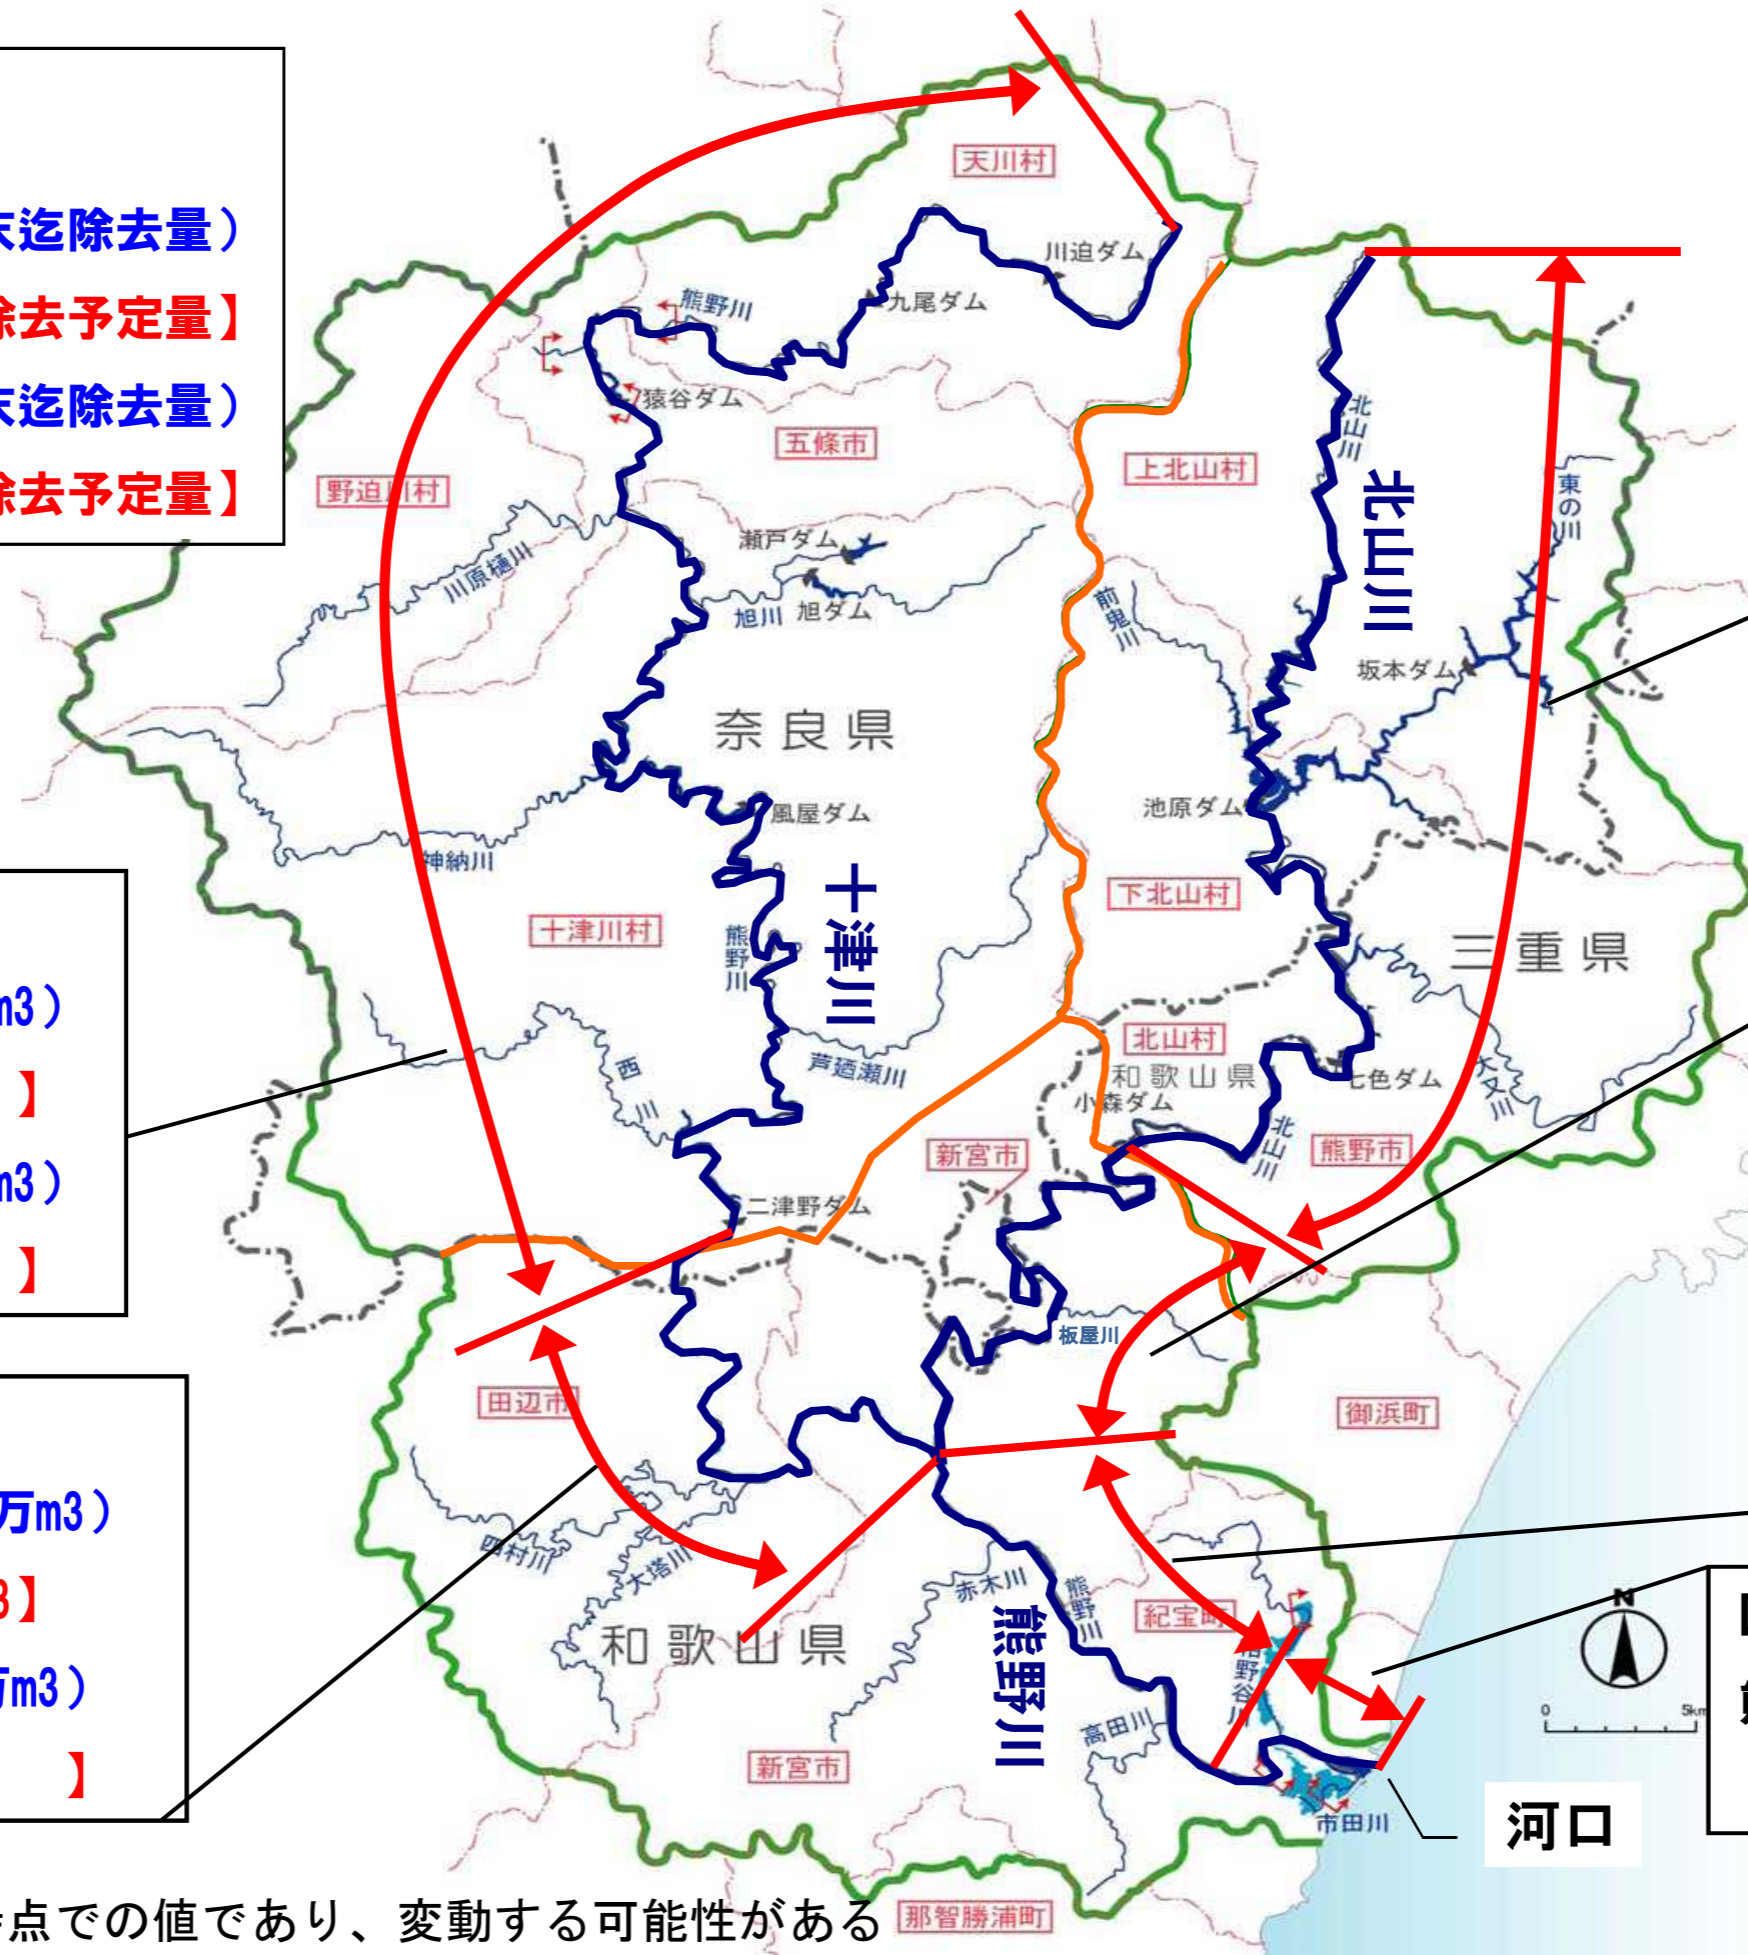 末迄除去量）
除去予定量】
末迄除去量）
除去予定量】
天川村
川迫ダム
九尾ダム
熊野川
猿谷ダム
五條市
野迫川村
上北山村
北山川
北山川
東の川
瀬戸ダム
川原樋川
旭川
旭ダム
前鬼川
坂本ダム
奈良県
池原ダム
風屋ダム
神納川
下北山村
十津川
十津川村
熊野川
三重県
m3）
】
m3）
】
北山村
和歌山県
七色ダム
小森ダム
大又川
芦廼瀬川
西川
北山川
熊野市
新宮市
二津野ダム
板屋川
田辺市
御浜町
万m3）
3】
万m3）
】
四村川
大塔川
赤木川
熊野川
熊野川
紀宝町
和歌山県
野谷川
高田川
新宮市
N
0
5km
河口
市田川
那智勝浦町
点での値であり、変動する可能性がある